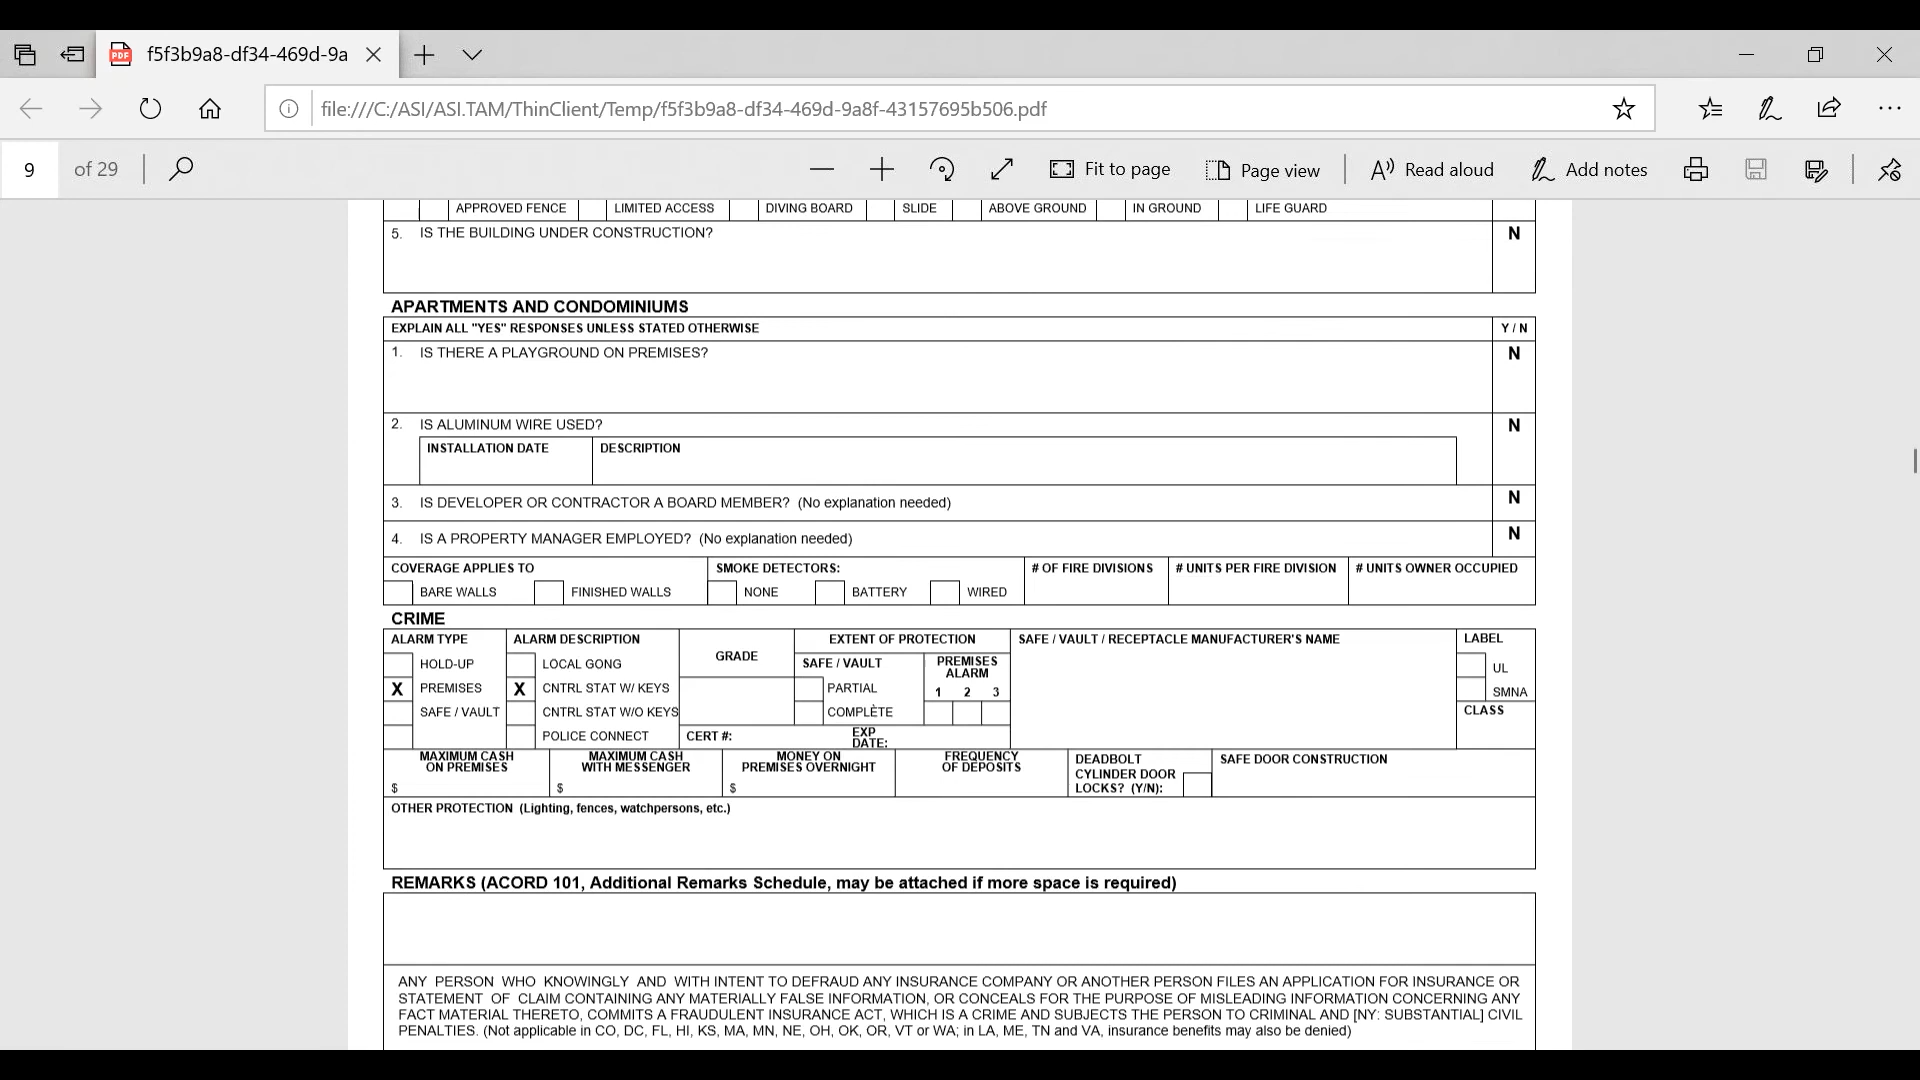 f5f3b9a8-df34-469d-9a
file:///C:/ASI/ASI.TAM/ThinClient/Temp/f5f3b9a8-df34-469d-9a8f-43157695b506.pdf
9 of 29 Fit to page Page view Read aloud Add notes
APPROVED FENCE LIMITED ACCESS DIVING BOARD SLIDE ABOVE GROUND IN GROUND LIFE GUARD
5. IS THE BUILDING UNDER CONSTRUCTION? N
APARTMENTS AND CONDOMINIUMS
EXPLAIN ALL "YES" RESPONSES UNLESS STATED OTHERWISE Y / N
1. IS THERE A PLAYGROUND ON PREMISES? N
2. IS ALUMINUM WIRE USED? N
INSTALLATION DATE DESCRIPTION
3. IS DEVELOPER OR CONTRACTOR A BOARD MEMBER? (No explanation needed) N
4. IS A PROPERTY MANAGER EMPLOYED? (No explanation needed) N
COVERAGE APPLIES TO SMOKE DETECTORS: # OF FIRE DIVISIONS # UNITS PER FIRE DIVISION # UNITS OWNER OCCUPIED
BARE WALLS FINISHED WALLS NONE BATTERY WIRED
CRIME
ALARM TYPE ALARM DESCRIPTION EXTENT OF PROTECTION SAFE / VAULT / RECEPTACLE MANUFACTURER'S NAME LABEL
HOLD-UP LOCAL GONG GRADE SAFE / VAULT PREMISES ALARM UL
X PREMISES X CNTRL STAT W/ KEYS PARTIAL 1 2 3 SMNA
SAFE / VAULT CNTRL STAT W/O KEYS COMPLÈTE CLASS
POLICE CONNECT CERT #: EXP DATE:
MAXIMUM CASH MAXIMUM CASH MONEY ON FREQUENCY DEADBOLT SAFE DOOR CONSTRUCTION
ON PREMISES WITH MESSENGER PREMISES OVERNIGHT OF DEPOSITS CYLINDER DOOR
$ $ $ LOCKS? (Y/N):
OTHER PROTECTION (Lighting, fences, watchpersons, etc.)
REMARKS (ACORD 101, Additional Remarks Schedule, may be attached if more space is required)
ANY PERSON WHO KNOWINGLY AND WITH INTENT TO DEFRAUD ANY INSURANCE COMPANY OR ANOTHER PERSON FILES AN APPLICATION FOR INSURANCE OR
STATEMENT OF CLAIM CONTAINING ANY MATERIALLY FALSE INFORMATION, OR CONCEALS FOR THE PURPOSE OF MISLEADING INFORMATION CONCERNING ANY
FACT MATERIAL THERETO, COMMITS A FRAUDULENT INSURANCE ACT, WHICH IS A CRIME AND SUBJECTS THE PERSON TO CRIMINAL AND [NY: SUBSTANTIAL] CIVIL
PENALTIES. (Not applicable in CO, DC, FL, HI, KS, MA, MN, NE, OH, OK, OR, VT or WA; in LA, ME, TN and VA, insurance benefits may also be denied)